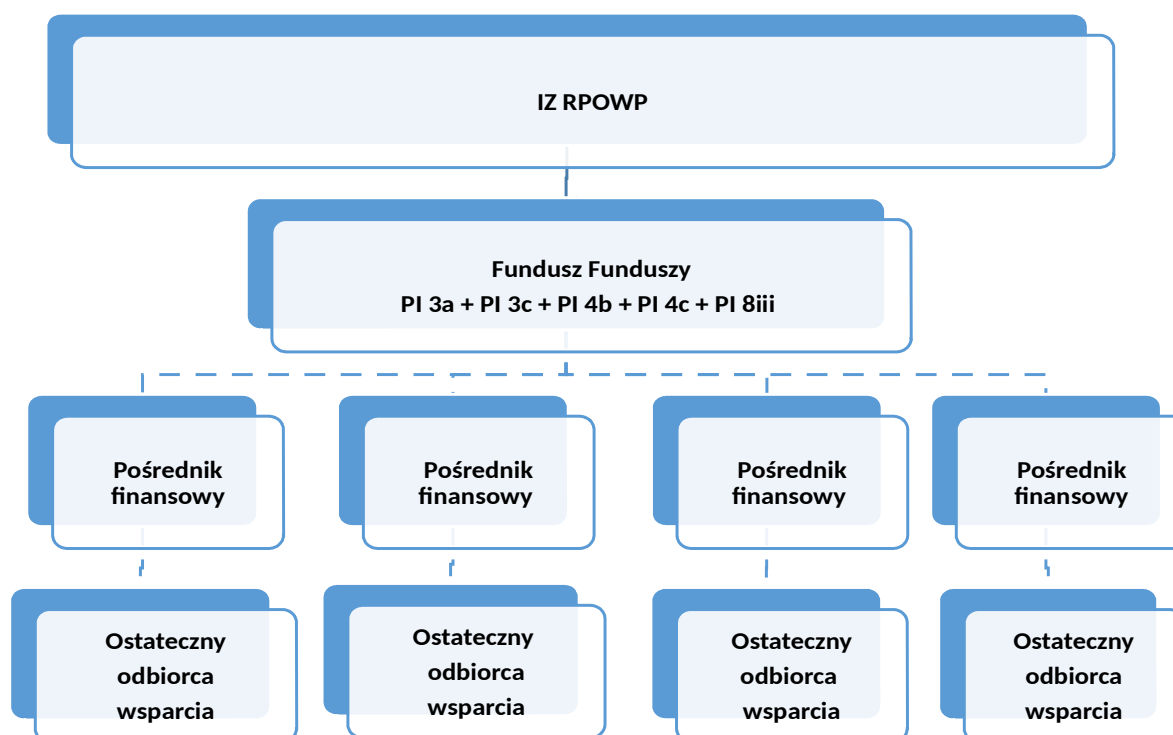 IZ RPOWP
Fundusz Funduszy
PI 3a + PI 3c + PI 4b + PI 4c + PI 8iii
Pośrednik
finansowy
Pośrednik
finansowy
Pośrednik
finansowy
Pośrednik
finansowy
Ostateczny
odbiorca
wsparcia
Ostateczny
odbiorca
wsparcia
Ostateczny
odbiorca
wsparcia
Ostateczny
odbiorca
wsparcia